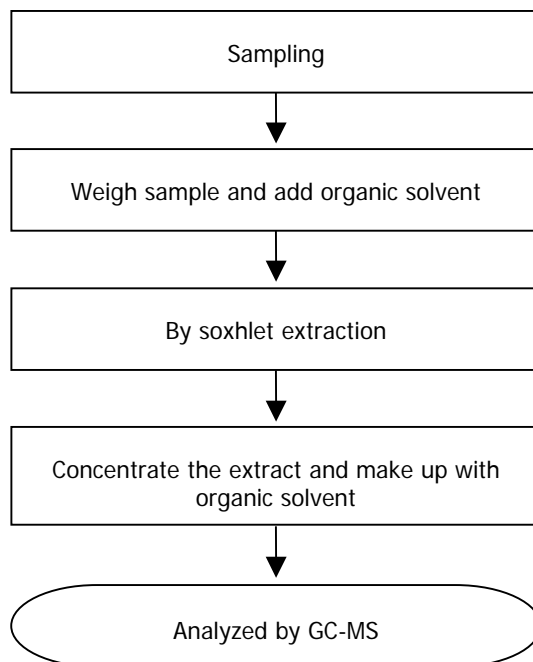 Sampling
Weigh sample and add organic solvent
By soxhlet extraction
Concentrate the extract and make up with
organic solvent
Analyzed by GC-MS